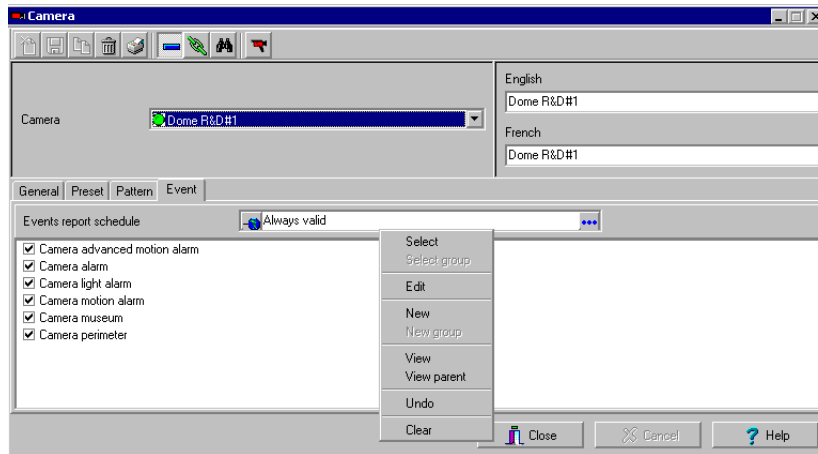 Camera
English
Dome R&D#1
Camera
Dome R&D#1
French
Dome R&D#1
General Preset Pattern Event
Events report schedule
Always valid
Camera advanced motion alarm
Camera alarm
Camera light alarm
Camera motion alarm
Camera museum
Camera perimeter
Select
Select group
Edit
New
New group
View
View parent
Undo
Clear
Close
Cancel
Help